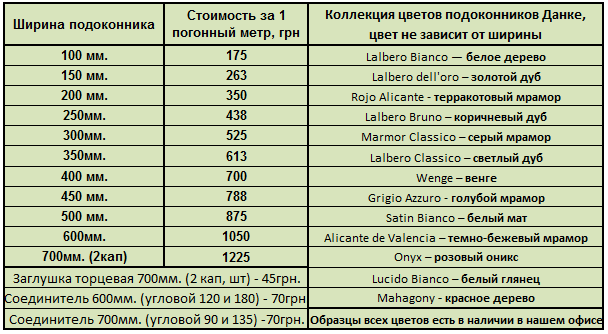 Ширина подоконника Стоимость за 1 погонный метр, грн Коллекция цветов подоконников Данке, цвет не зависит от ширины
100 мм. 175 Lalbero Bianco — белое дерево
150 мм. 263 Lalbero dell'oro – золотой дуб
200 мм. 350 Rojo Alicante - терракотовый мрамор
250мм. 438 Lalbero Bruno – коричневый дуб
300мм. 525 Marmor Classico – серый мрамор
350мм. 613 Lalbero Classico – светлый дуб
400 мм. 700 Wenge – венге
450 мм. 788 Grigio Azzuro - голубой мрамор
500 мм. 875 Satin Bianco – белый мат
600мм. 1050 Alicante de Valencia – темно-бежевый мрамор
700мм. (2кап) 1225 Onyx – розовый оникс
Заглушка торцевая 700мм. (2 кап, шт) - 45грн. Lucido Bianco – белый глянец
Соединитель 600мм. (угловой 120 и 180) - 70грн Mahagony - красное дерево
Соединитель 700мм. (угловой 90 и 135) -70грн. Образцы всех цветов есть в наличии в нашем офисе